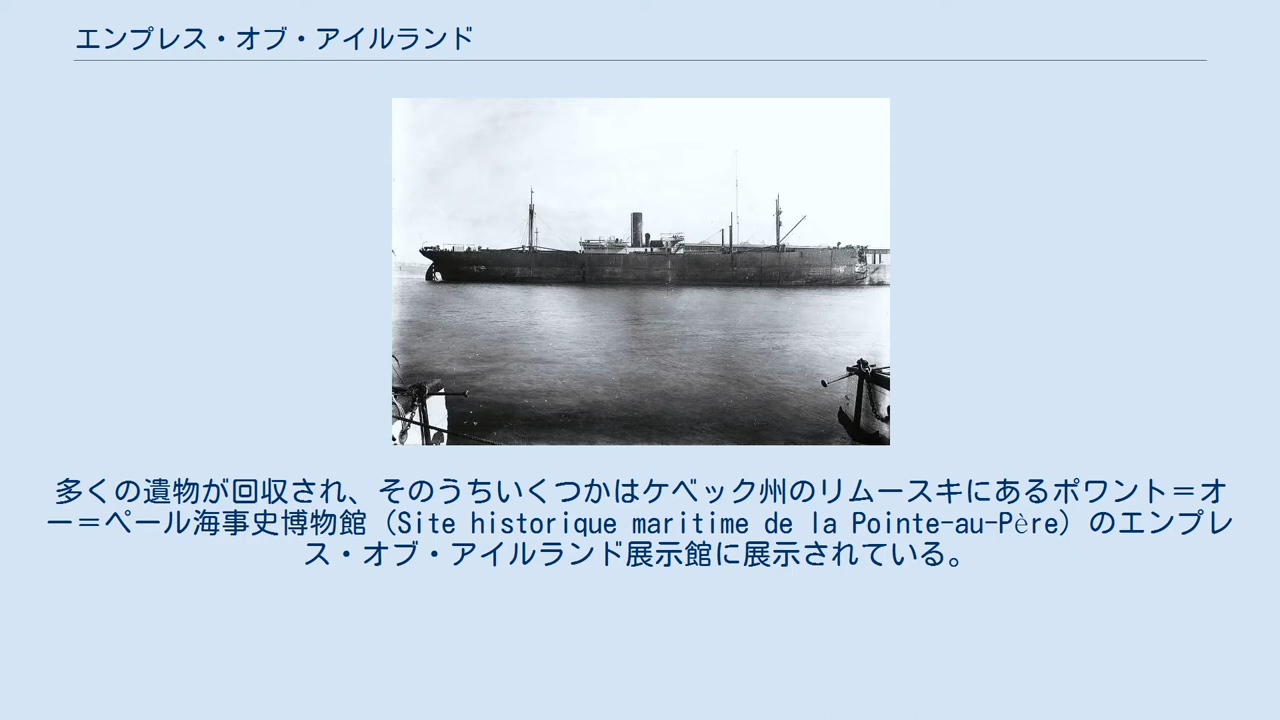 エンプレス・オブ・アイルランド
多くの遺物が回収され、そのうちいくつかはケベック州のリムースキにあるポワント＝オ
ー＝ペール海事史博物館（Site historique maritime de la Pointe-au-Père）のエンプレ
ス・オブ・アイルランド展示館に展示されている。